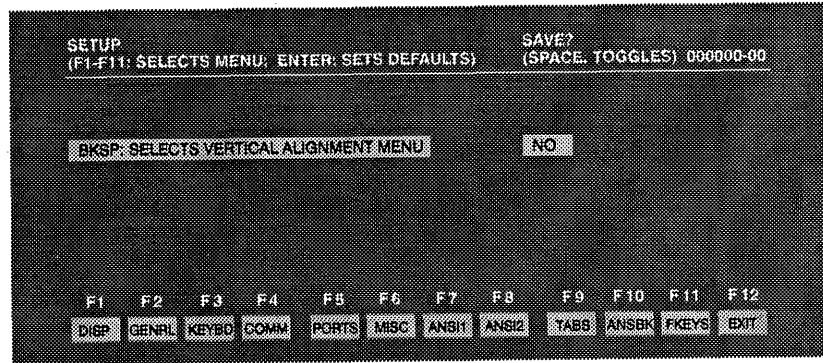 SETUP SAVE?
(F1-F11: SELECTS MENU; ENTER: SETS DEFAULTS) (SPACE. TOGGLES) 000000-00
BKSP: SELECTS VERTICAL ALIGNMENT MENU NO
F1 F2 F3 F4 F5 F6 F7 F8 F9 F10 F11 F12
DISP GENRL KEYBD COMM PORTS MISC ANSI1 ANSI2 TABS ANSBK FKEYS EXIT